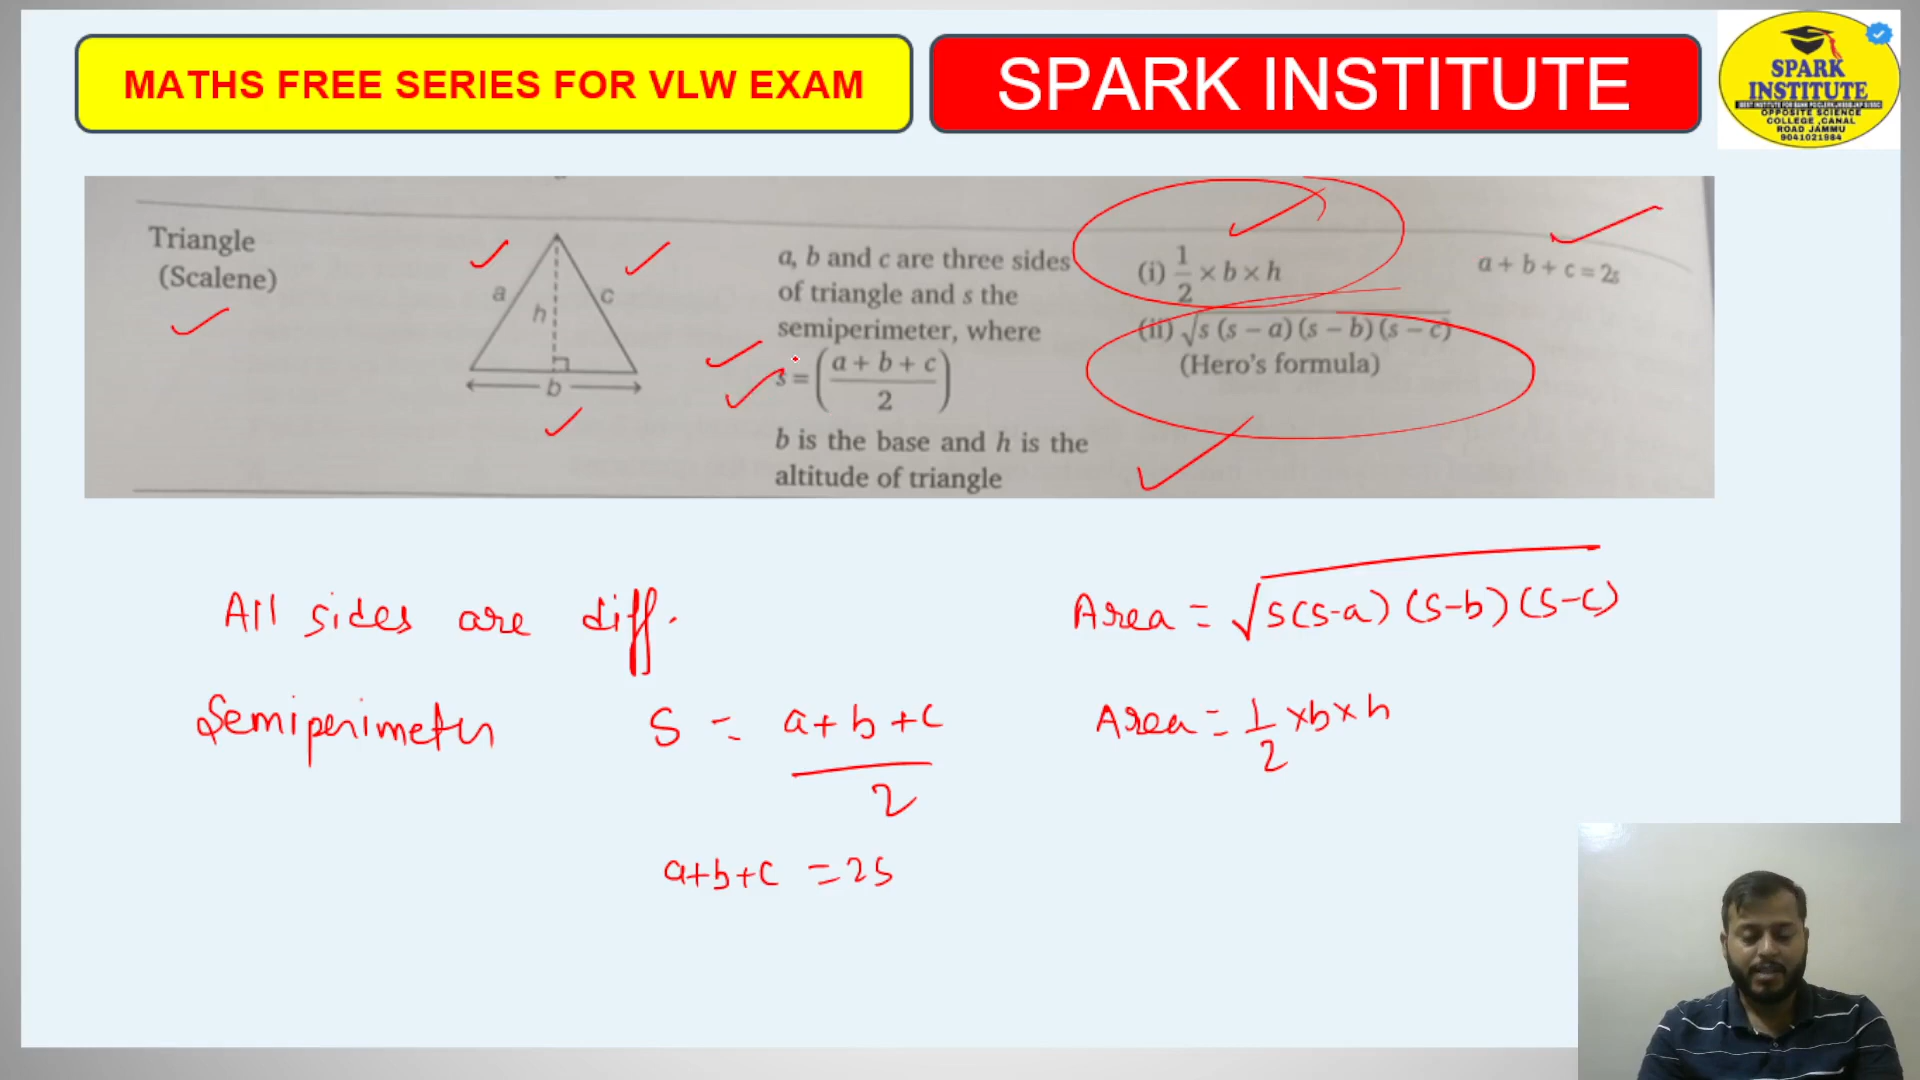 MATHS FREE SERIES FOR VLW EXAM
SPARK INSTITUTE
SPARK
INSTITUTE
OPPOSITE SCIENCE
COLLEGE ,CANAL
ROAD JAMMU
9041021984
Triangle
(Scalene)
a
h
c
b
a, b and c are three sides
of triangle and s the
semiperimeter, where
s = (a + b + c / 2)
b is the base and h is the
altitude of triangle
(i) 1/2 × b × h
(ii) √s (s − a) (s − b) (s − c)
(Hero's formula)
a + b + c = 2s
All sides are diff.
Semiperimeter S = a+b+c / 2
a+b+c = 2S
Area = √s(s-a) (s-b) (s-c)
Area = 1/2 ×b×h